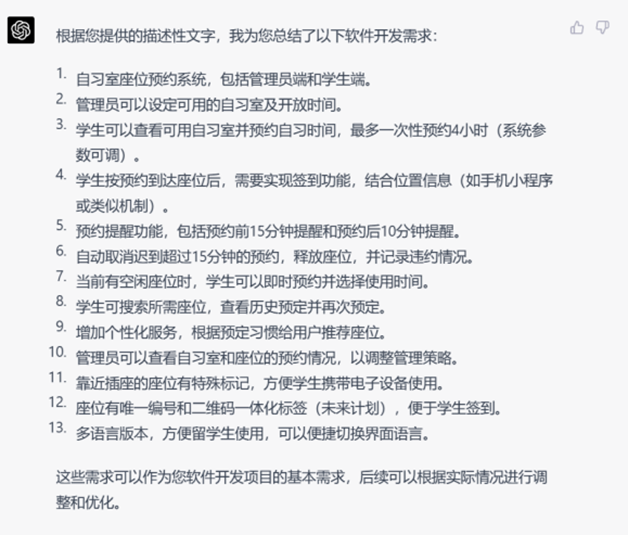 根据您提供的描述性文字，我为您总结了以下软件开发需求：
1. 自习室座位预约系统，包括管理员端和学生端。
2. 管理员可以设定可用的自习室及开放时间。
3. 学生可以查看可用自习室并预约自习时间，最多一次性预约4小时（系统参
数可调）。
4. 学生按预约到达座位后，需要实现签到功能，结合位置信息（如手机小程序
或类似机制）。
5. 预约提醒功能，包括预约前15分钟提醒和预约后10分钟提醒。
6. 自动取消迟到超过15分钟的预约，释放座位，并记录违约情况。
7. 当前有空闲座位时，学生可以即时预约并选择使用时间。
8. 学生可搜索所需座位，查看历史预定并再次预定。
9. 增加个性化服务，根据预定习惯给用户推荐座位。
10. 管理员可以查看自习室和座位的预约情况，以调整管理策略。
11. 靠近插座的座位有特殊标记，方便学生携带电子设备使用。
12. 座位有唯一编号和二维码一体化标签（未来计划），便于学生签到。
13. 多语言版本，方便留学生使用，可以便捷切换界面语言。
这些需求可以作为您软件开发项目的基本需求，后续可以根据实际情况进行调
整和优化。